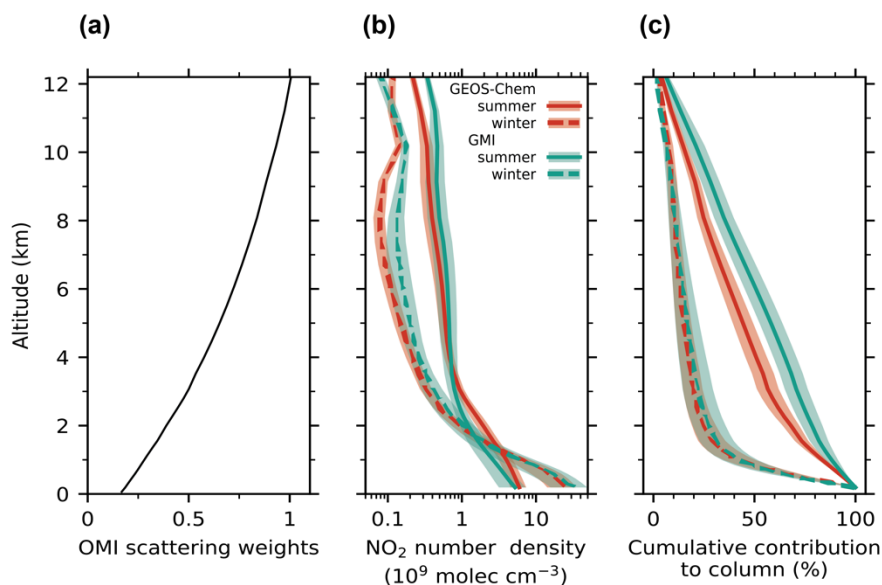 (a)
(b)
(c)
12
10
8
6
4
2
0
Altitude (km)
0
0.5
1
OMI scattering weights
GEOS-Chem
summer
winter
GMI
summer
winter
0.1
1
10
NO₂ number density
(10⁹ molec cm⁻³)
0
50
100
Cumulative contribution
to column (%)